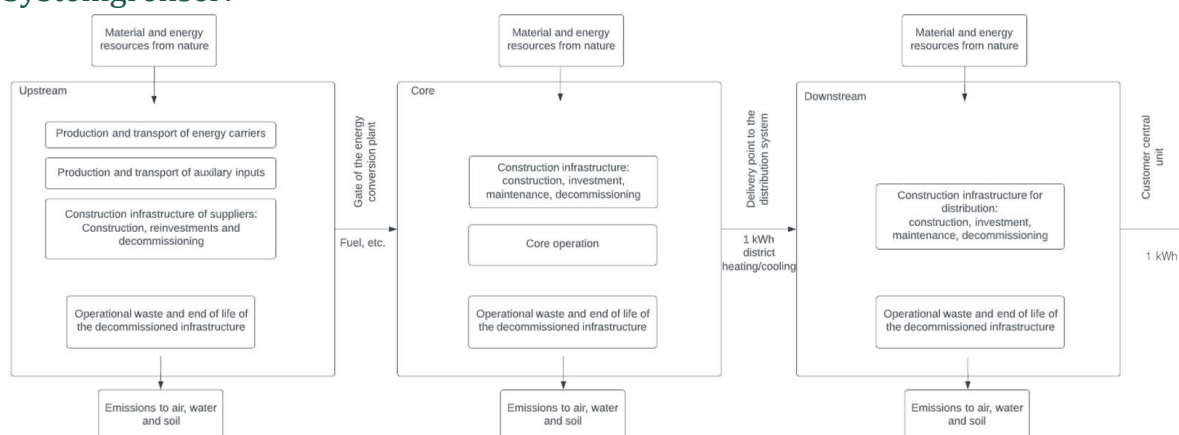 Systemgrenser:
Material and energy
resources from nature
Upstream
Production and transport of energy carriers
Production and transport of auxilary inputs
Construction infrastructure of suppliers:
Construction, reinvestments and
decommissioning
Operational waste and end of life of
the decommissioned infrastructure
Emissions to air, water
and soil
Gate of the energy
conversion plant
Fuel, etc.
Material and energy
resources from nature
Core
Construction infrastructure:
construction, investment,
maintenance, decommissioning
Core operation
Operational waste and end of life
of the decommissioned infrastructure
Emissions to air, water
and soil
Delivery point to the
distribution system
1 kWh
district
heating/cooling
Material and energy
resources from nature
Downstream
Construction infrastructure for
distribution:
construction, investment,
maintenance, decommissioning
Operational waste and end of life of
the decommissioned infrastructure
Emissions to air, water
and soil
Customer central
unit
1 kWh